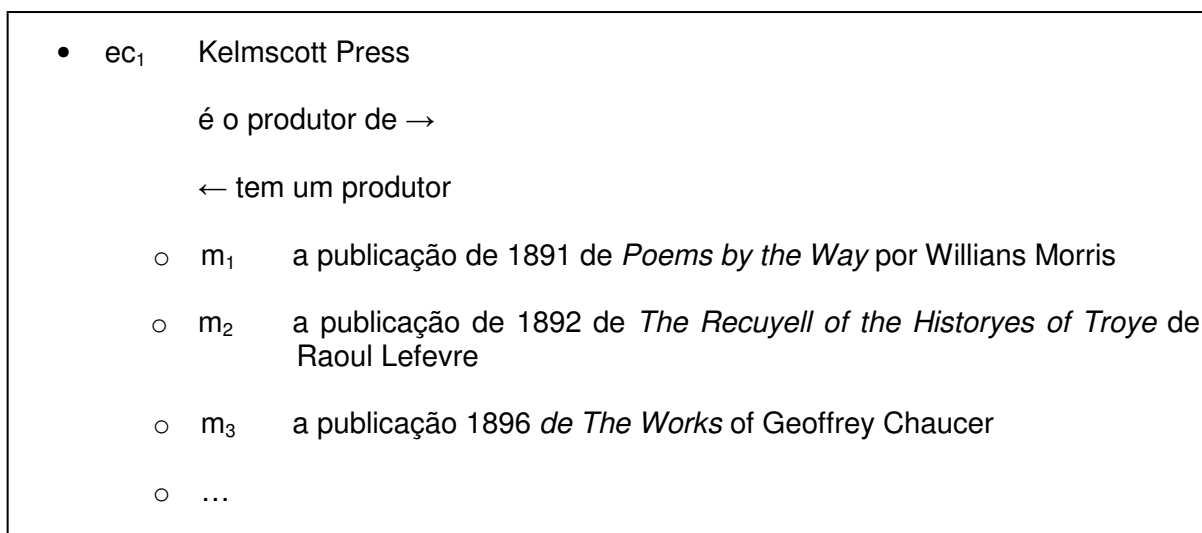 • ec₁ Kelmscott Press
é o produtor de →
← tem um produtor
○ m₁ a publicação de 1891 de Poems by the Way por Willians Morris
○ m₂ a publicação de 1892 de The Recuyell of the Historyes of Troye de
Raoul Lefevre
○ m₃ a publicação 1896 de The Works of Geoffrey Chaucer
○ …